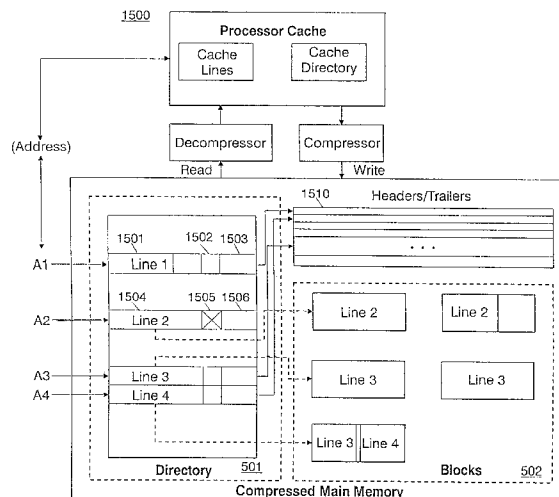 1500
Processor Cache
Cache Lines
Cache Directory
(Address)
Decompressor
Compressor
Read
Write
1510
Headers/Trailers
1501 1502 1503
A1
Line 1
. . .
1504 1505 1506
A2
Line 2
Line 2
Line 2
A3
Line 3
Line 3
Line 3
A4
Line 4
Line 3
Line 4
Directory
501
Blocks
502
Compressed Main Memory